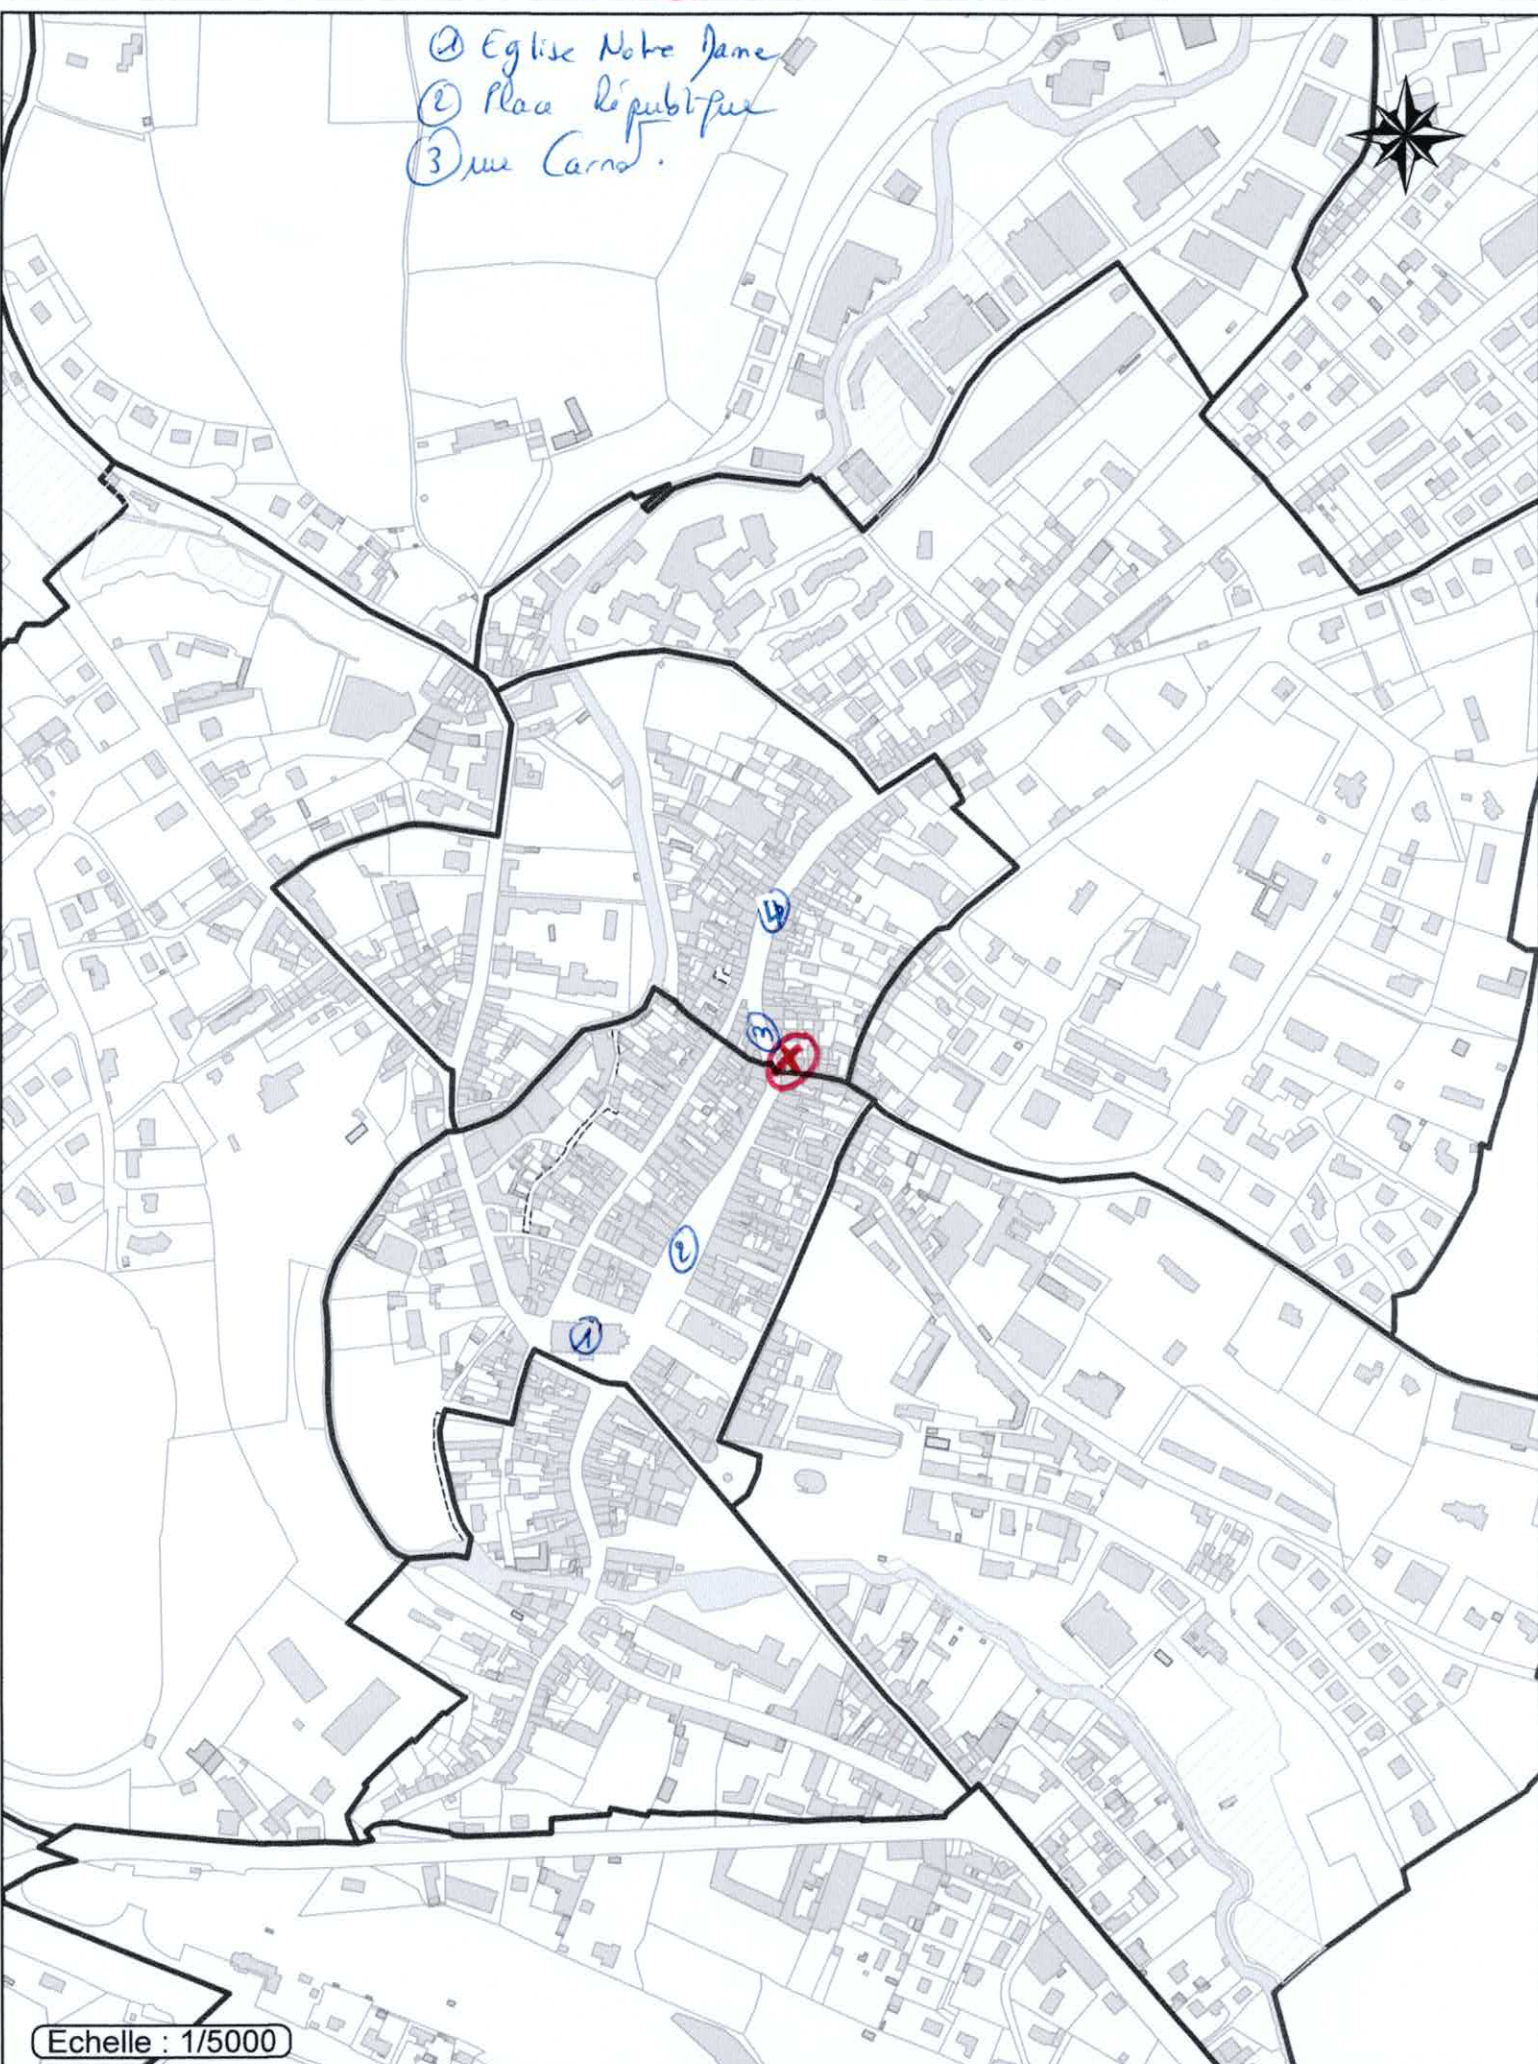 ① Eglise Notre Dame
② Place République
③ rue Carnot.
④
③
X
②
①
Echelle : 1/5000